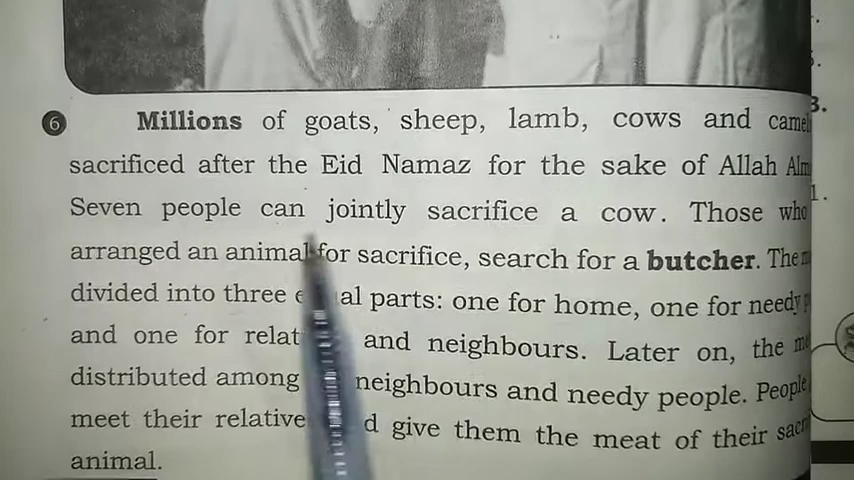 6 Millions of goats, sheep, lamb, cows and
sacrificed after the Eid Namaz for the sake of Allah
Seven people can jointly sacrifice a cow. Those who
arranged an animal for sacrifice, search for a butcher. The
divided into three parts: one for home, one for needy
and one for and neighbours. Later on, the
distributed among neighbours and needy people. People
meet their give them the meat of their
animal.
3.
1.